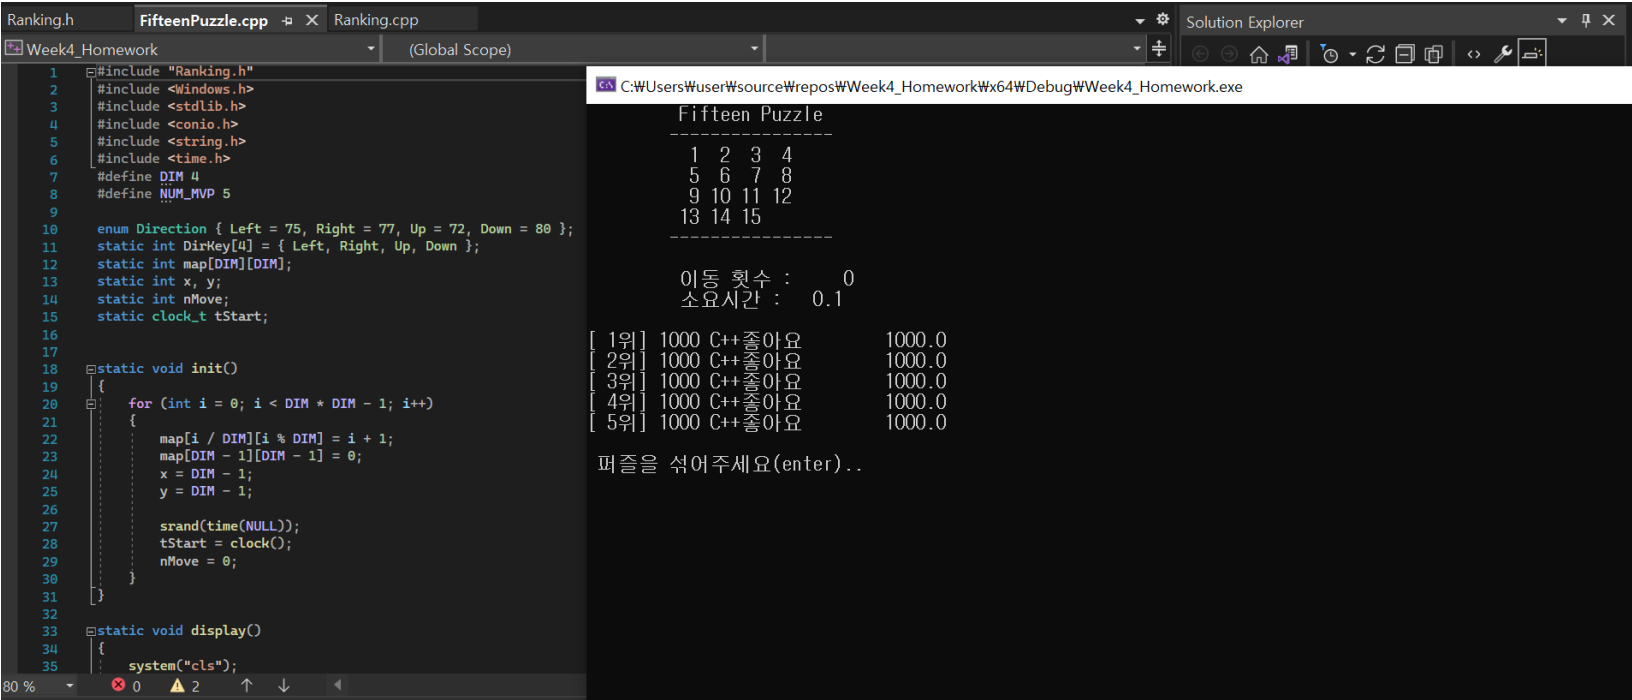 Ranking.h FifteenPuzzle.cpp Ranking.cpp
Solution Explorer
Week4_Homework (Global Scope)
1 #include "Ranking.h"
2 #include <Windows.h>
3 #include <stdlib.h>
4 #include <conio.h>
5 #include <string.h>
6 #include <time.h>
7 #define DIM 4
8 #define NUM_MVP 5
9
10 enum Direction { Left = 75, Right = 77, Up = 72, Down = 80 };
11 static int DirKey[4] = { Left, Right, Up, Down };
12 static int map[DIM][DIM];
13 static int x, y;
14 static int nMove;
15 static clock_t tStart;
16
17
18 static void init()
19 {
20 for (int i = 0; i < DIM * DIM - 1; i++)
21 {
22 map[i / DIM][i % DIM] = i + 1;
23 map[DIM - 1][DIM - 1] = 0;
24 x = DIM - 1;
25 y = DIM - 1;
26
27 srand(time(NULL));
28 tStart = clock();
29 nMove = 0;
30 }
31 }
32
33 static void display()
34 {
35 system("cls");
80 % 0 2
C:\Users\user\source\repos\Week4_Homework\x64\Debug\Week4_Homework.exe
Fifteen Puzzle
----------------
1 2 3 4
5 6 7 8
9 10 11 12
13 14 15
----------------
이동 횟수 : 0
소요시간 : 0.1
[ 1위] 1000 C++좋아요 1000.0
[ 2위] 1000 C++좋아요 1000.0
[ 3위] 1000 C++좋아요 1000.0
[ 4위] 1000 C++좋아요 1000.0
[ 5위] 1000 C++좋아요 1000.0
퍼즐을 섞어주세요(enter)..